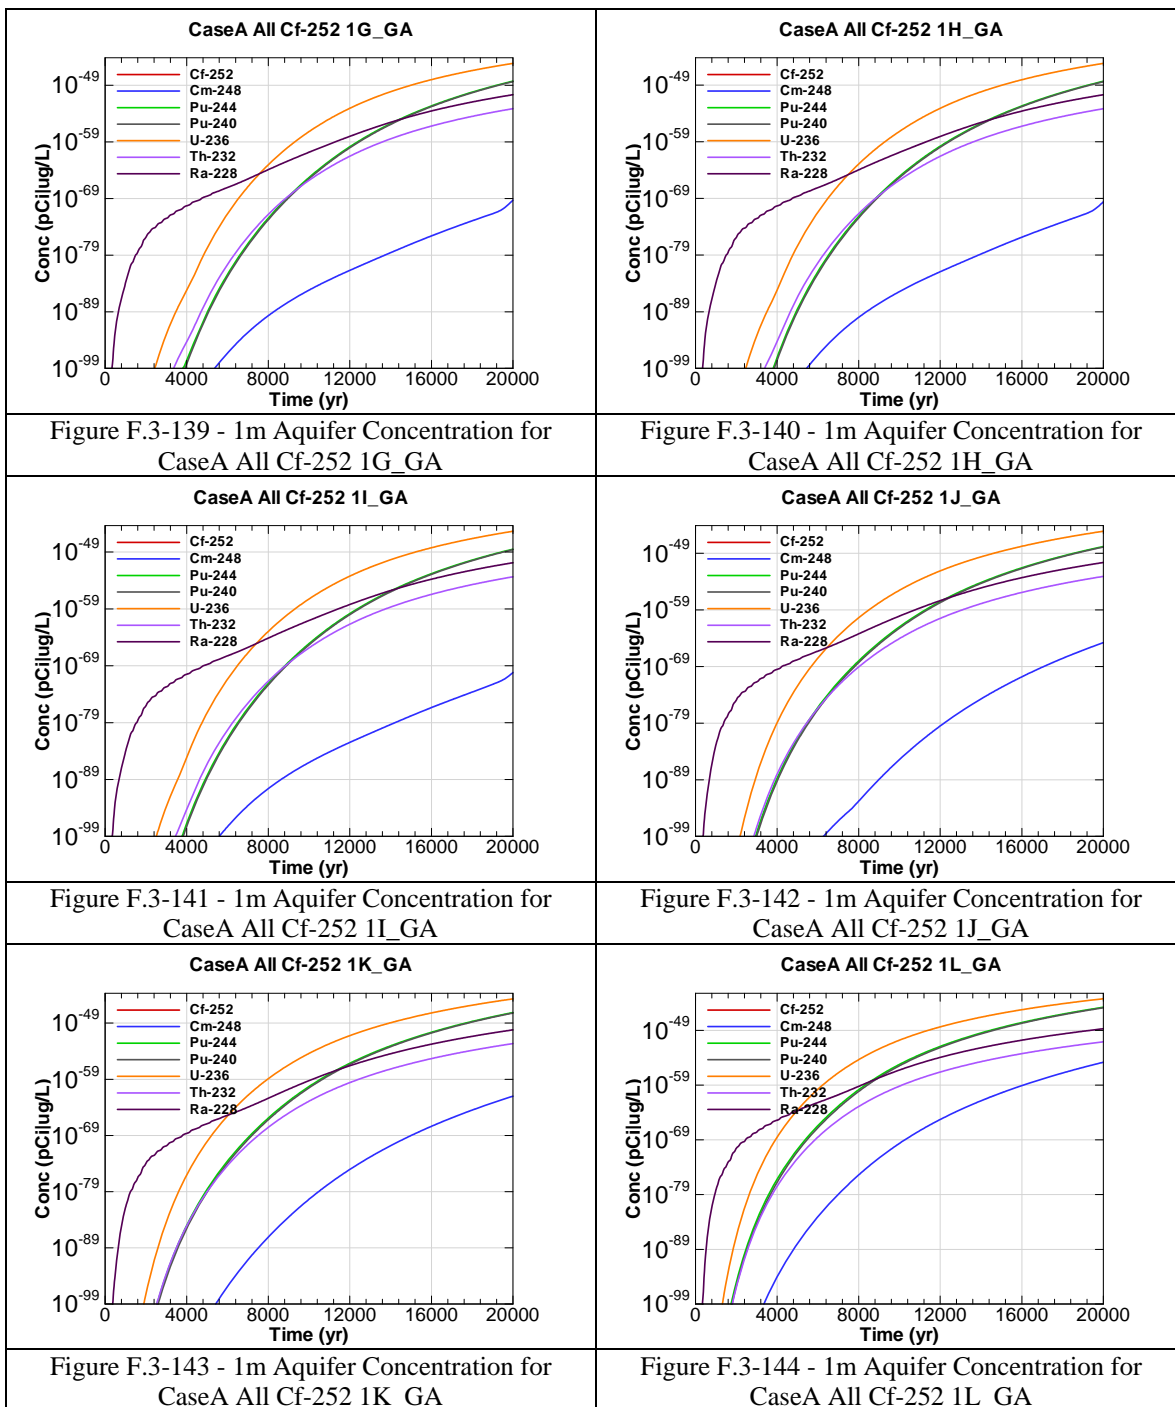 CaseA All Cf-252 1G_GA
Conc (pCi|ug/L)
10^-49
10^-59
10^-69
10^-79
10^-89
10^-99
Cf-252
Cm-248
Pu-244
Pu-240
U-236
Th-232
Ra-228
0 4000 8000 12000 16000 20000
Time (yr)
Figure F.3-139 - 1m Aquifer Concentration for
CaseA All Cf-252 1G_GA
CaseA All Cf-252 1H_GA
Conc (pCi|ug/L)
10^-49
10^-59
10^-69
10^-79
10^-89
10^-99
Cf-252
Cm-248
Pu-244
Pu-240
U-236
Th-232
Ra-228
0 4000 8000 12000 16000 20000
Time (yr)
Figure F.3-140 - 1m Aquifer Concentration for
CaseA All Cf-252 1H_GA
CaseA All Cf-252 1I_GA
Conc (pCi|ug/L)
10^-49
10^-59
10^-69
10^-79
10^-89
10^-99
Cf-252
Cm-248
Pu-244
Pu-240
U-236
Th-232
Ra-228
0 4000 8000 12000 16000 20000
Time (yr)
Figure F.3-141 - 1m Aquifer Concentration for
CaseA All Cf-252 1I_GA
CaseA All Cf-252 1J_GA
Conc (pCi|ug/L)
10^-49
10^-59
10^-69
10^-79
10^-89
10^-99
Cf-252
Cm-248
Pu-244
Pu-240
U-236
Th-232
Ra-228
0 4000 8000 12000 16000 20000
Time (yr)
Figure F.3-142 - 1m Aquifer Concentration for
CaseA All Cf-252 1J_GA
CaseA All Cf-252 1K_GA
Conc (pCi|ug/L)
10^-49
10^-59
10^-69
10^-79
10^-89
10^-99
Cf-252
Cm-248
Pu-244
Pu-240
U-236
Th-232
Ra-228
0 4000 8000 12000 16000 20000
Time (yr)
Figure F.3-143 - 1m Aquifer Concentration for
CaseA All Cf-252 1K_GA
CaseA All Cf-252 1L_GA
Conc (pCi|ug/L)
10^-49
10^-59
10^-69
10^-79
10^-89
10^-99
Cf-252
Cm-248
Pu-244
Pu-240
U-236
Th-232
Ra-228
0 4000 8000 12000 16000 20000
Time (yr)
Figure F.3-144 - 1m Aquifer Concentration for
CaseA All Cf-252 1L_GA